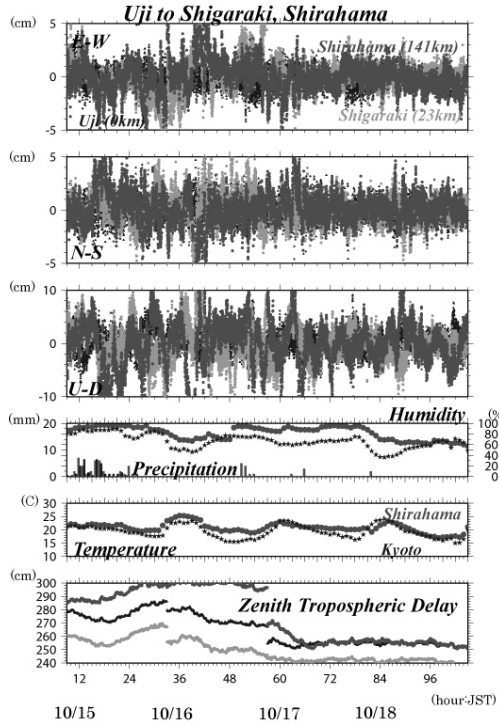 Uji to Shigaraki, Shirahama
(cm)
5
E-W
Shirahama (141km)
0
Uji (0km)
Shigaraki (23km)
-5
(cm)
5
0
N-S
-5
(cm)
10
0
U-D
-10
(mm)
Humidity
(%
20
100
80
10
60
40
Precipitation
20
0
0
(C)
30
25
Shirahama
20
15
Temperature
Kyoto
10
(cm)
300
290
Zenith Tropospheric Delay
280
270
260
250
240
12 24 36 48 60 72 84 96
(hour:JST)
10/15 10/16 10/17 10/18